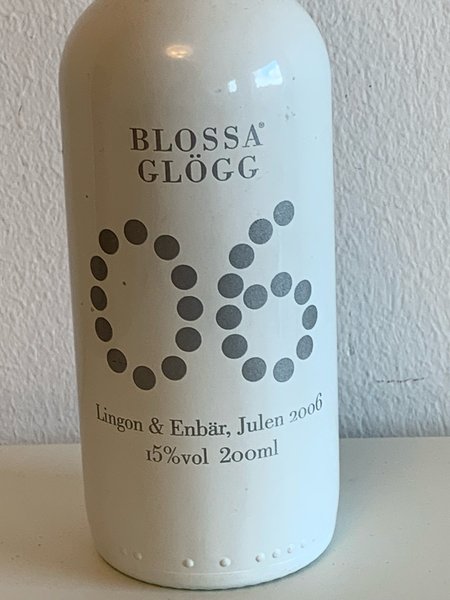 BLOSSA®
GLÖGG
06
Lingon & Enbär, Julen 2006
15%vol 200ml